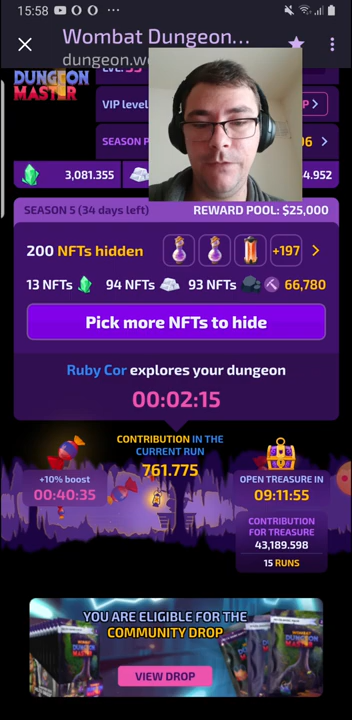 15:58
Wombat Dungeon...
DUNGEON
MASTER
VIP level
SEASON P
3,081.355
4.952
SEASON 5 (34 days left) REWARD POOL: $25,000
200 NFTs hidden +197
13 NFTs 94 NFTs 93 NFTs 66,780
Pick more NFTs to hide
Ruby Cor explores your dungeon
00:02:15
CONTRIBUTION IN THE
CURRENT RUN
761.775
+10% boost
00:40:35
OPEN TREASURE IN
09:11:55
CONTRIBUTION
FOR TREASURE
43,189.598
15 RUNS
YOU ARE ELIGIBLE FOR THE
COMMUNITY DROP
VIEW DROP